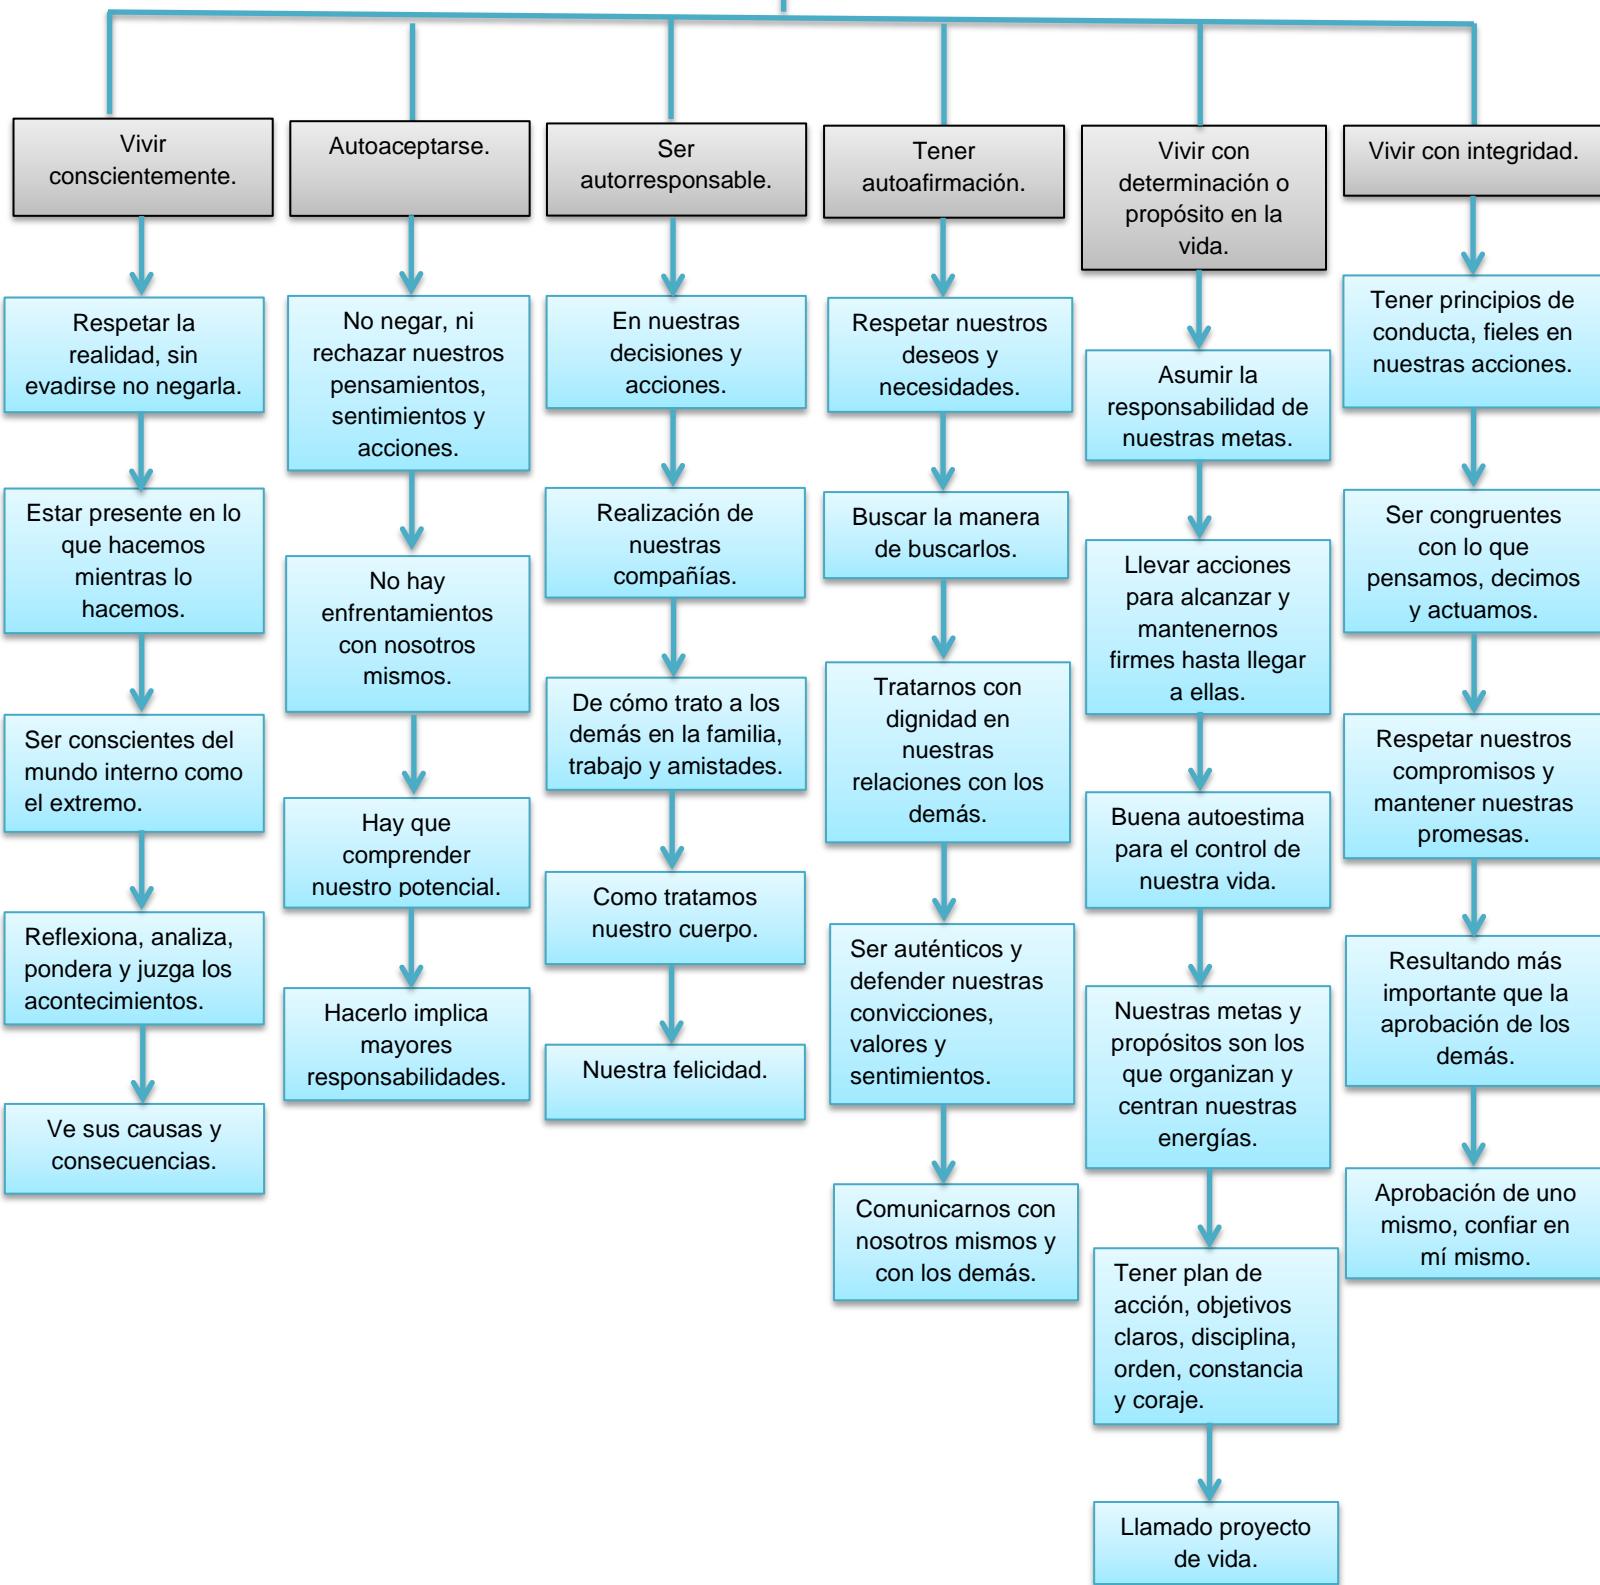 Vivir
conscientemente.
Respetar la
realidad, sin
evadirse no negarla.
Estar presente en lo
que hacemos
mientras lo
hacemos.
Ser conscientes del
mundo interno como
el extremo.
Reflexiona, analiza,
pondera y juzga los
acontecimientos.
Ve sus causas y
consecuencias.
Autoaceptarse.
No negar, ni
rechazar nuestros
pensamientos,
sentimientos y
acciones.
No hay
enfrentamientos
con nosotros
mismos.
Hay que
comprender
nuestro potencial.
Hacerlo implica
mayores
responsabilidades.
Ser
autorresponsable.
En nuestras
decisiones y
acciones.
Realización de
nuestras
compañías.
De cómo trato a los
demás en la familia,
trabajo y amistades.
Como tratamos
nuestro cuerpo.
Nuestra felicidad.
Tener
autoafirmación.
Respetar nuestros
deseos y
necesidades.
Buscar la manera
de buscarlos.
Tratarnos con
dignidad en
nuestras
relaciones con los
demás.
Ser auténticos y
defender nuestras
convicciones,
valores y
sentimientos.
Comunicarnos con
nosotros mismos y
con los demás.
Vivir con
determinación o
propósito en la
vida.
Asumir la
responsabilidad de
nuestras metas.
Llevar acciones
para alcanzar y
mantenernos
firmes hasta llegar
a ellas.
Buena autoestima
para el control de
nuestra vida.
Nuestras metas y
propósitos son los
que organizan y
centran nuestras
energías.
Tener plan de
acción, objetivos
claros, disciplina,
orden, constancia
y coraje.
Llamado proyecto
de vida.
Vivir con integridad.
Tener principios de
conducta, fieles en
nuestras acciones.
Ser congruentes
con lo que
pensamos, decimos
y actuamos.
Respetar nuestros
compromisos y
mantener nuestras
promesas.
Resultando más
importante que la
aprobación de los
demás.
Aprobación de uno
mismo, confiar en
mí mismo.